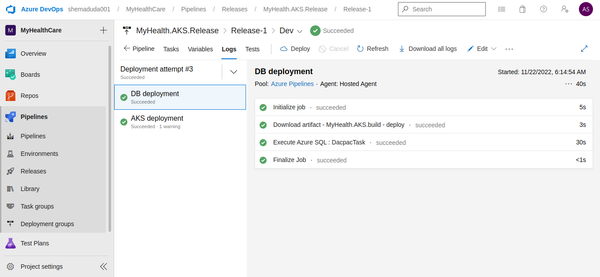 Azure DevOps shemaduda001 / MyHealthCare / Pipelines / Releases / MyHealth.AKS.Release / Release-1 Search AS
M MyHealthCare +
MyHealth.AKS.Release > Release-1 > Dev Succeeded
Pipeline Tasks Variables Logs Tests Deploy Cancel Refresh Download all logs Edit ...
Overview
Boards
Repos
Pipelines
Pipelines
Environments
Releases
Library
Task groups
Deployment groups
Test Plans
Project settings
Deployment attempt #3
Succeeded
DB deployment
Succeeded
AKS deployment
Succeeded · 1 warning
DB deployment Started: 11/22/2022, 6:14:54 AM
Pool: Azure Pipelines · Agent: Hosted Agent ... 40s
Initialize job · succeeded 5s
Download artifact - MyHealth.AKS.build - deploy · succeeded 3s
Execute Azure SQL : DacpacTask · succeeded 30s
Finalize Job · succeeded <1s